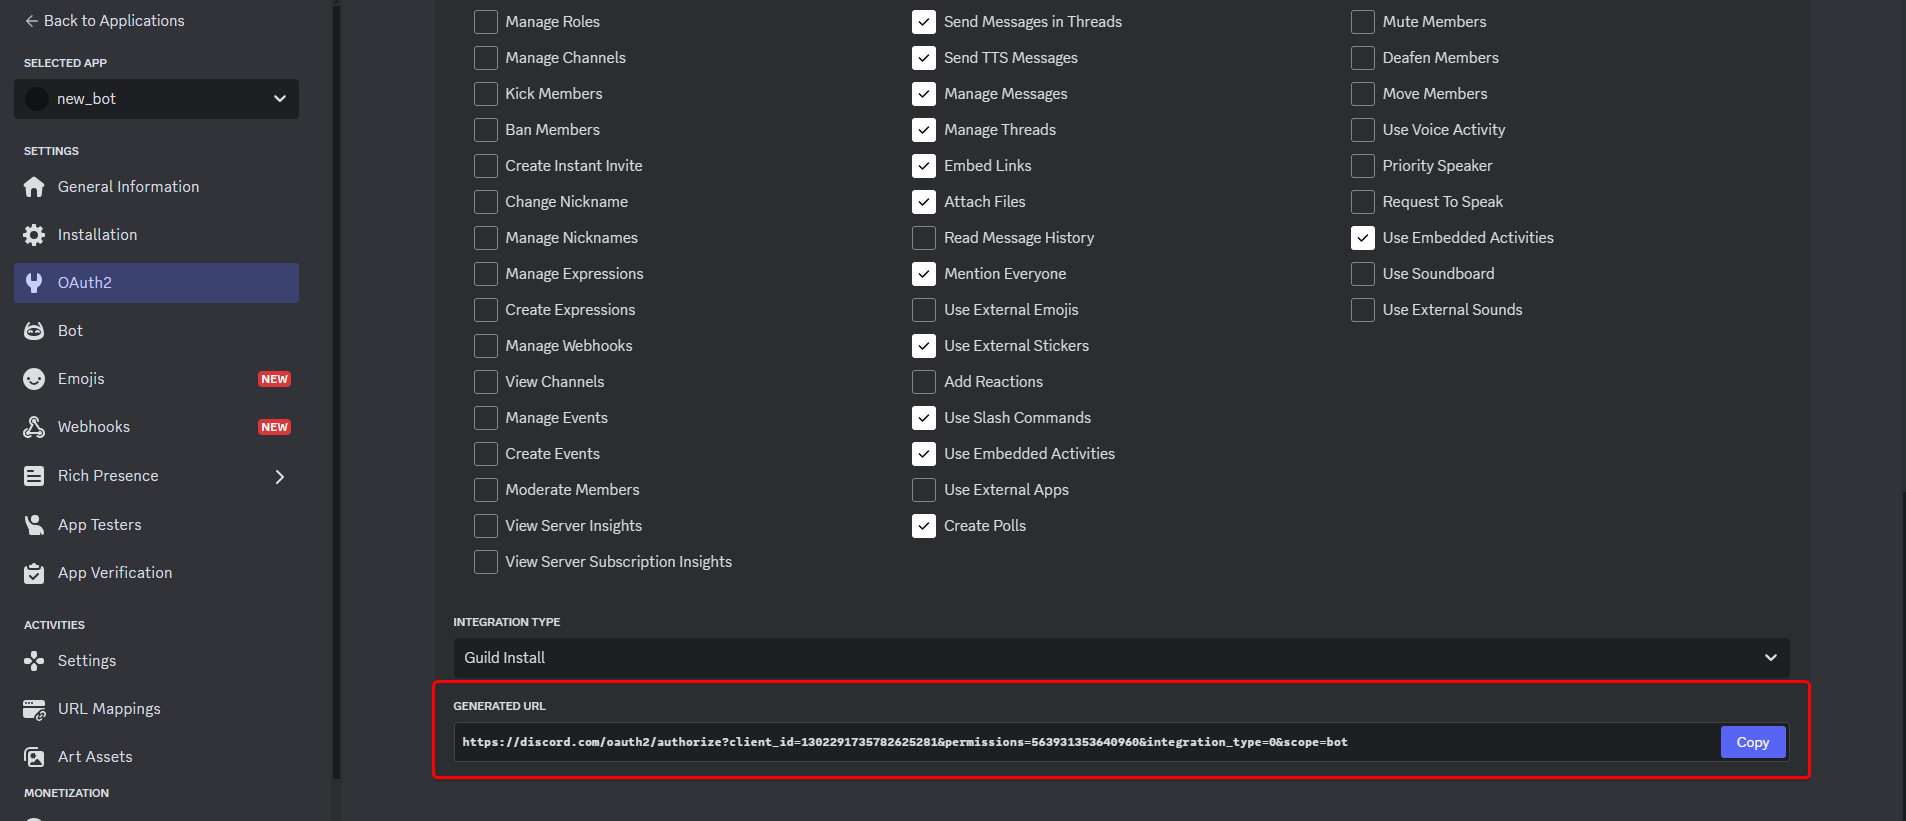 Back to Applications
SELECTED APP
new_bot
SETTINGS
General Information
Installation
OAuth2
Bot
Emojis NEW
Webhooks NEW
Rich Presence
App Testers
App Verification
ACTIVITIES
Settings
URL Mappings
Art Assets
MONETIZATION
Manage Roles
Manage Channels
Kick Members
Ban Members
Create Instant Invite
Change Nickname
Manage Nicknames
Manage Expressions
Create Expressions
Manage Webhooks
View Channels
Manage Events
Create Events
Moderate Members
View Server Insights
View Server Subscription Insights
Send Messages in Threads
Send TTS Messages
Manage Messages
Manage Threads
Embed Links
Attach Files
Read Message History
Mention Everyone
Use External Emojis
Use External Stickers
Add Reactions
Use Slash Commands
Use Embedded Activities
Use External Apps
Create Polls
Mute Members
Deafen Members
Move Members
Use Voice Activity
Priority Speaker
Request To Speak
Use Embedded Activities
Use Soundboard
Use External Sounds
INTEGRATION TYPE
Guild Install
GENERATED URL
https://discord.com/oauth2/authorize?client_id=1302291735782625281&permissions=563931353640960&integration_type=0&scope=bot
Copy